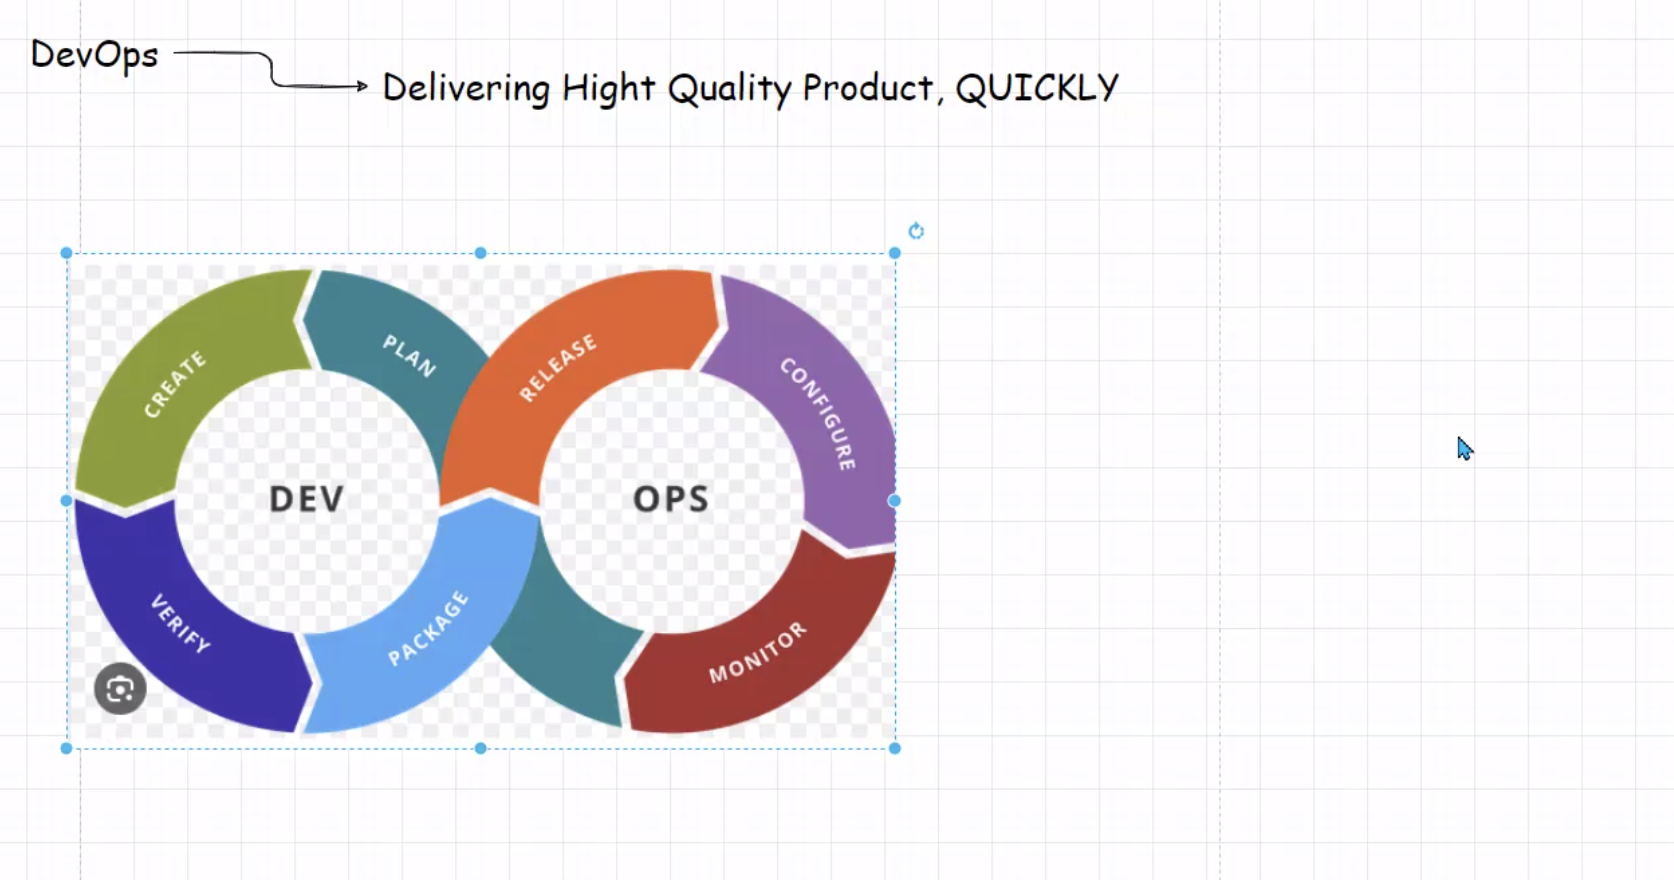 DevOps
Delivering Hight Quality Product, QUICKLY
CREATE
PLAN
RELEASE
CONFIGURE
DEV
OPS
VERIFY
PACKAGE
MONITOR